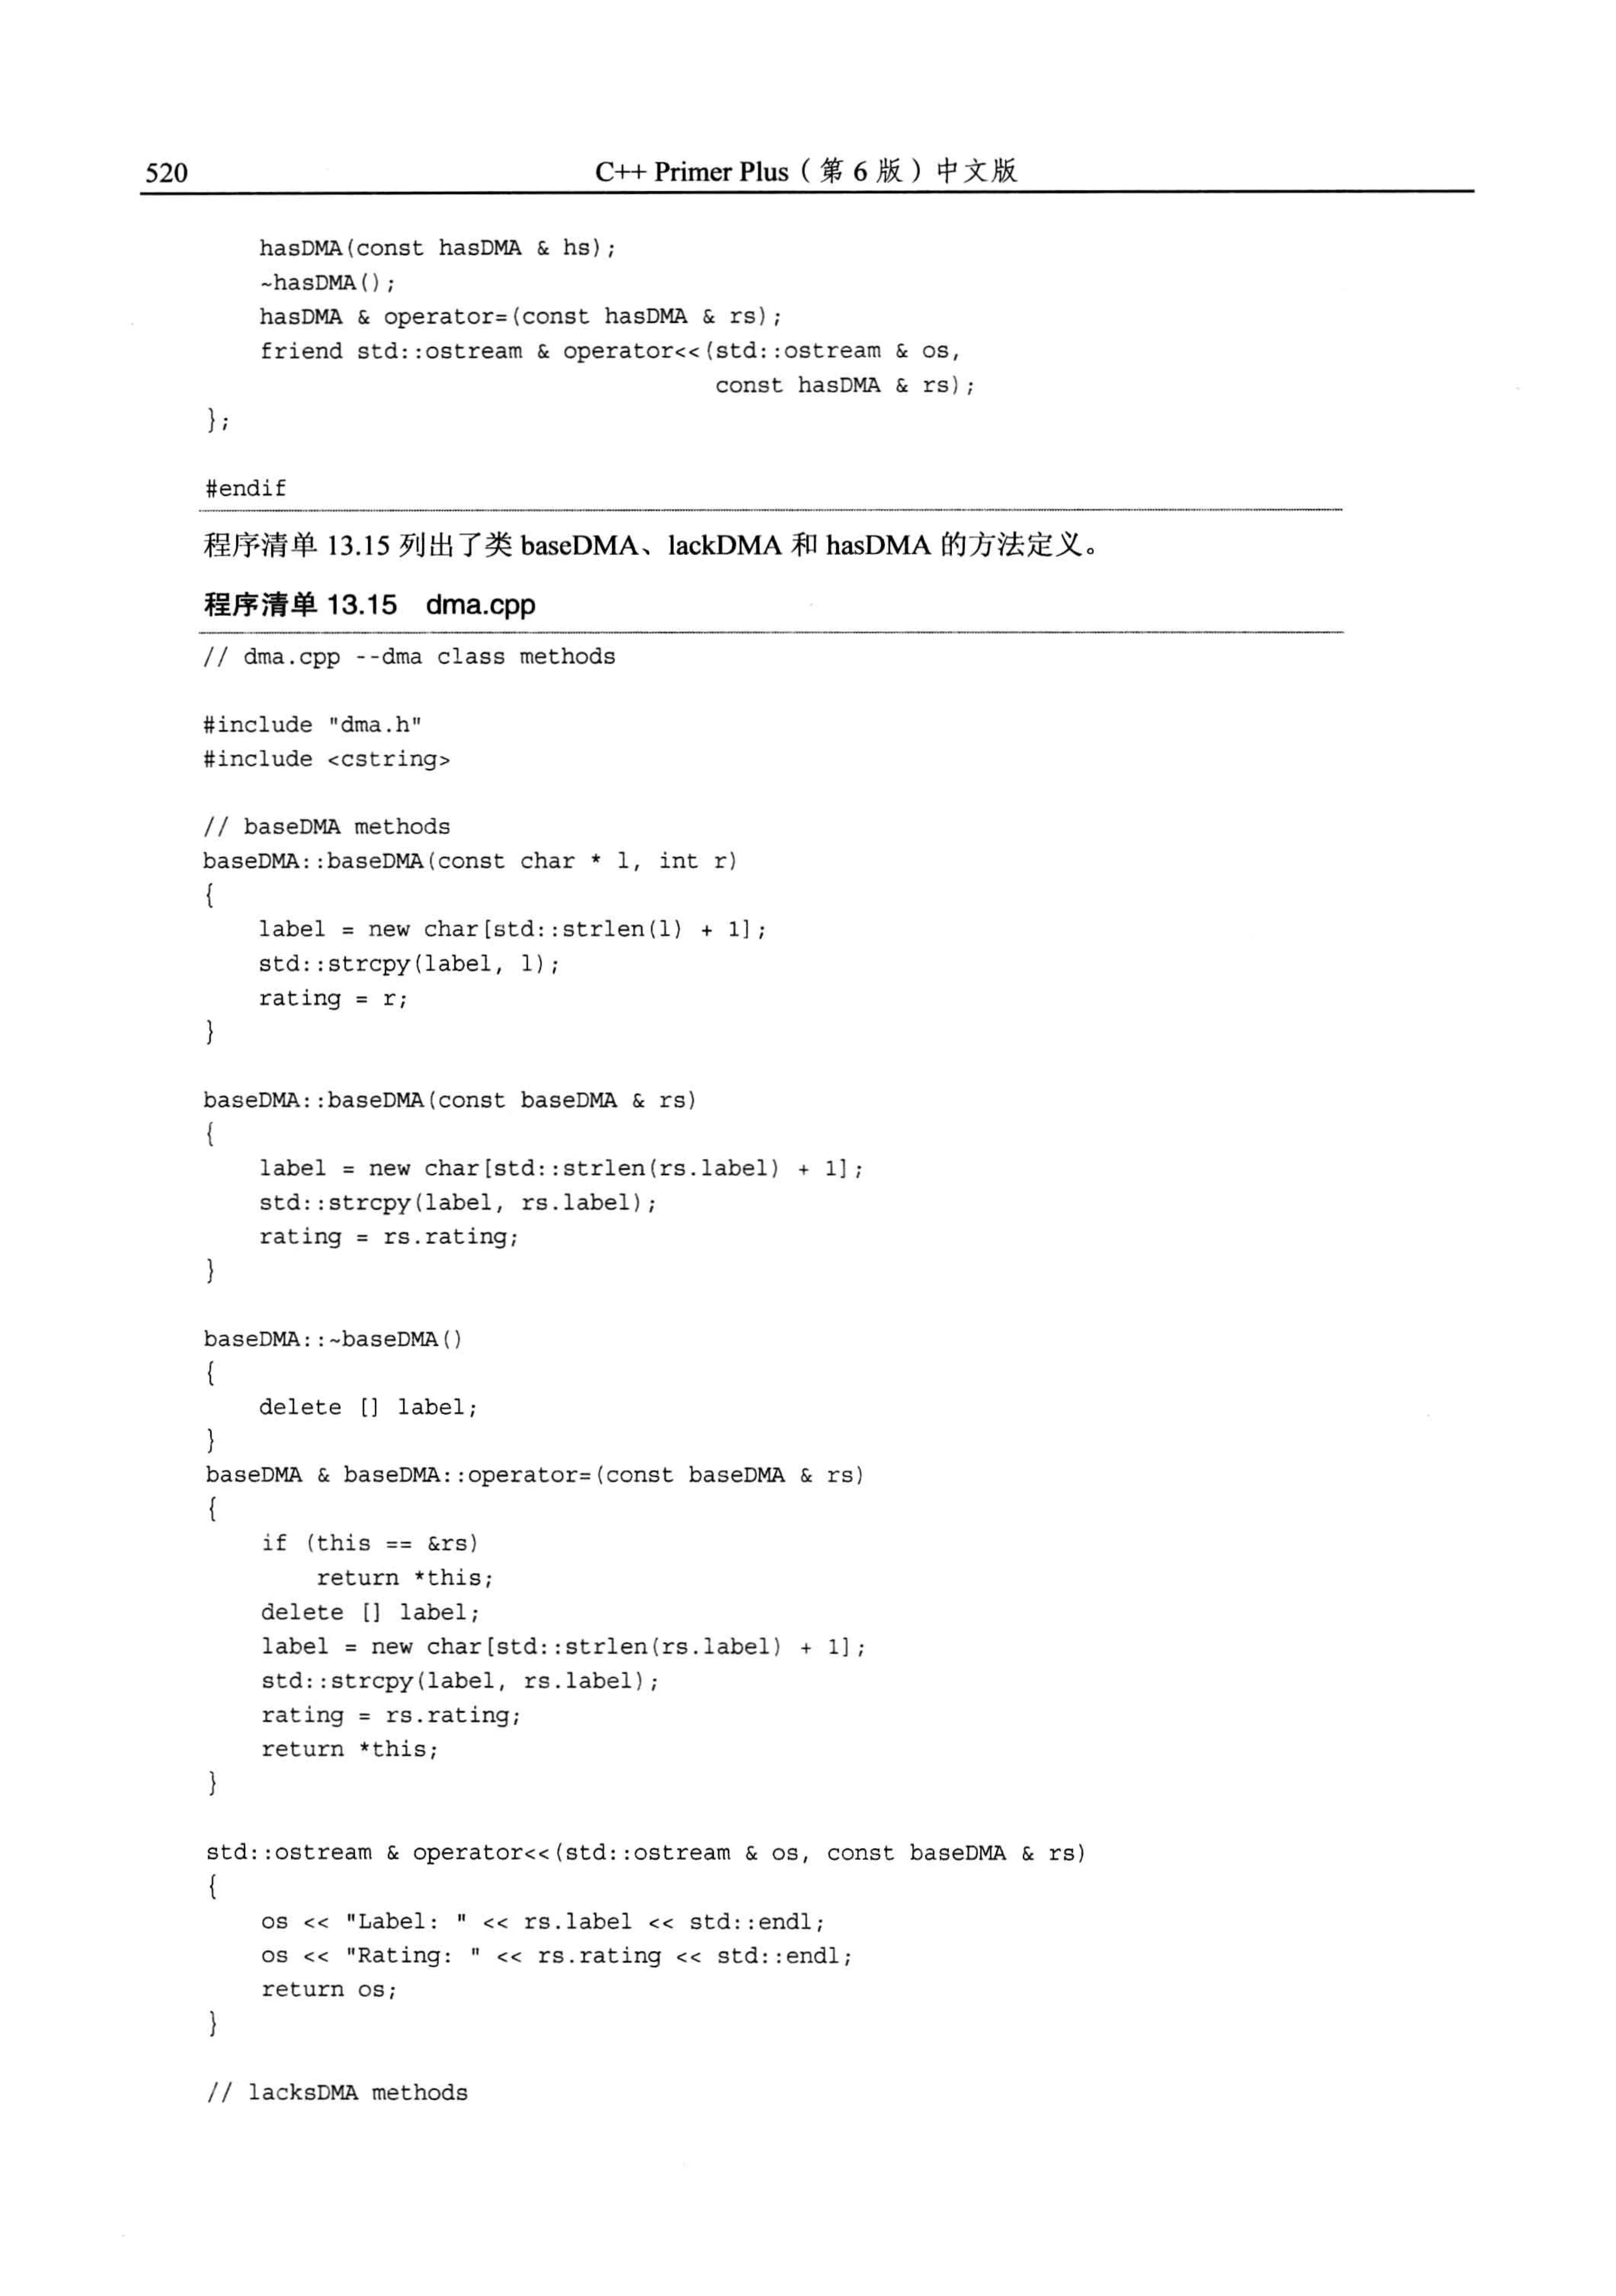 520
C++ Primer Plus（第 6 版）中文版
hasDMA(const hasDMA & hs);
~hasDMA();
hasDMA & operator=(const hasDMA & rs);
friend std::ostream & operator<<(std::ostream & os,
const hasDMA & rs);
};
#endif
程序清单 13.15 列出了类 baseDMA、lackDMA 和 hasDMA 的方法定义。
程序清单 13.15 dma.cpp
// dma.cpp --dma class methods
#include "dma.h"
#include <cstring>
// baseDMA methods
baseDMA::baseDMA(const char * l, int r)
{
label = new char[std::strlen(l) + 1];
std::strcpy(label, l);
rating = r;
}
baseDMA::baseDMA(const baseDMA & rs)
{
label = new char[std::strlen(rs.label) + 1];
std::strcpy(label, rs.label);
rating = rs.rating;
}
baseDMA::~baseDMA()
{
delete [] label;
}
baseDMA & baseDMA::operator=(const baseDMA & rs)
{
if (this == &rs)
return *this;
delete [] label;
label = new char[std::strlen(rs.label) + 1];
std::strcpy(label, rs.label);
rating = rs.rating;
return *this;
}
std::ostream & operator<<(std::ostream & os, const baseDMA & rs)
{
os << "Label: " << rs.label << std::endl;
os << "Rating: " << rs.rating << std::endl;
return os;
}
// lacksDMA methods